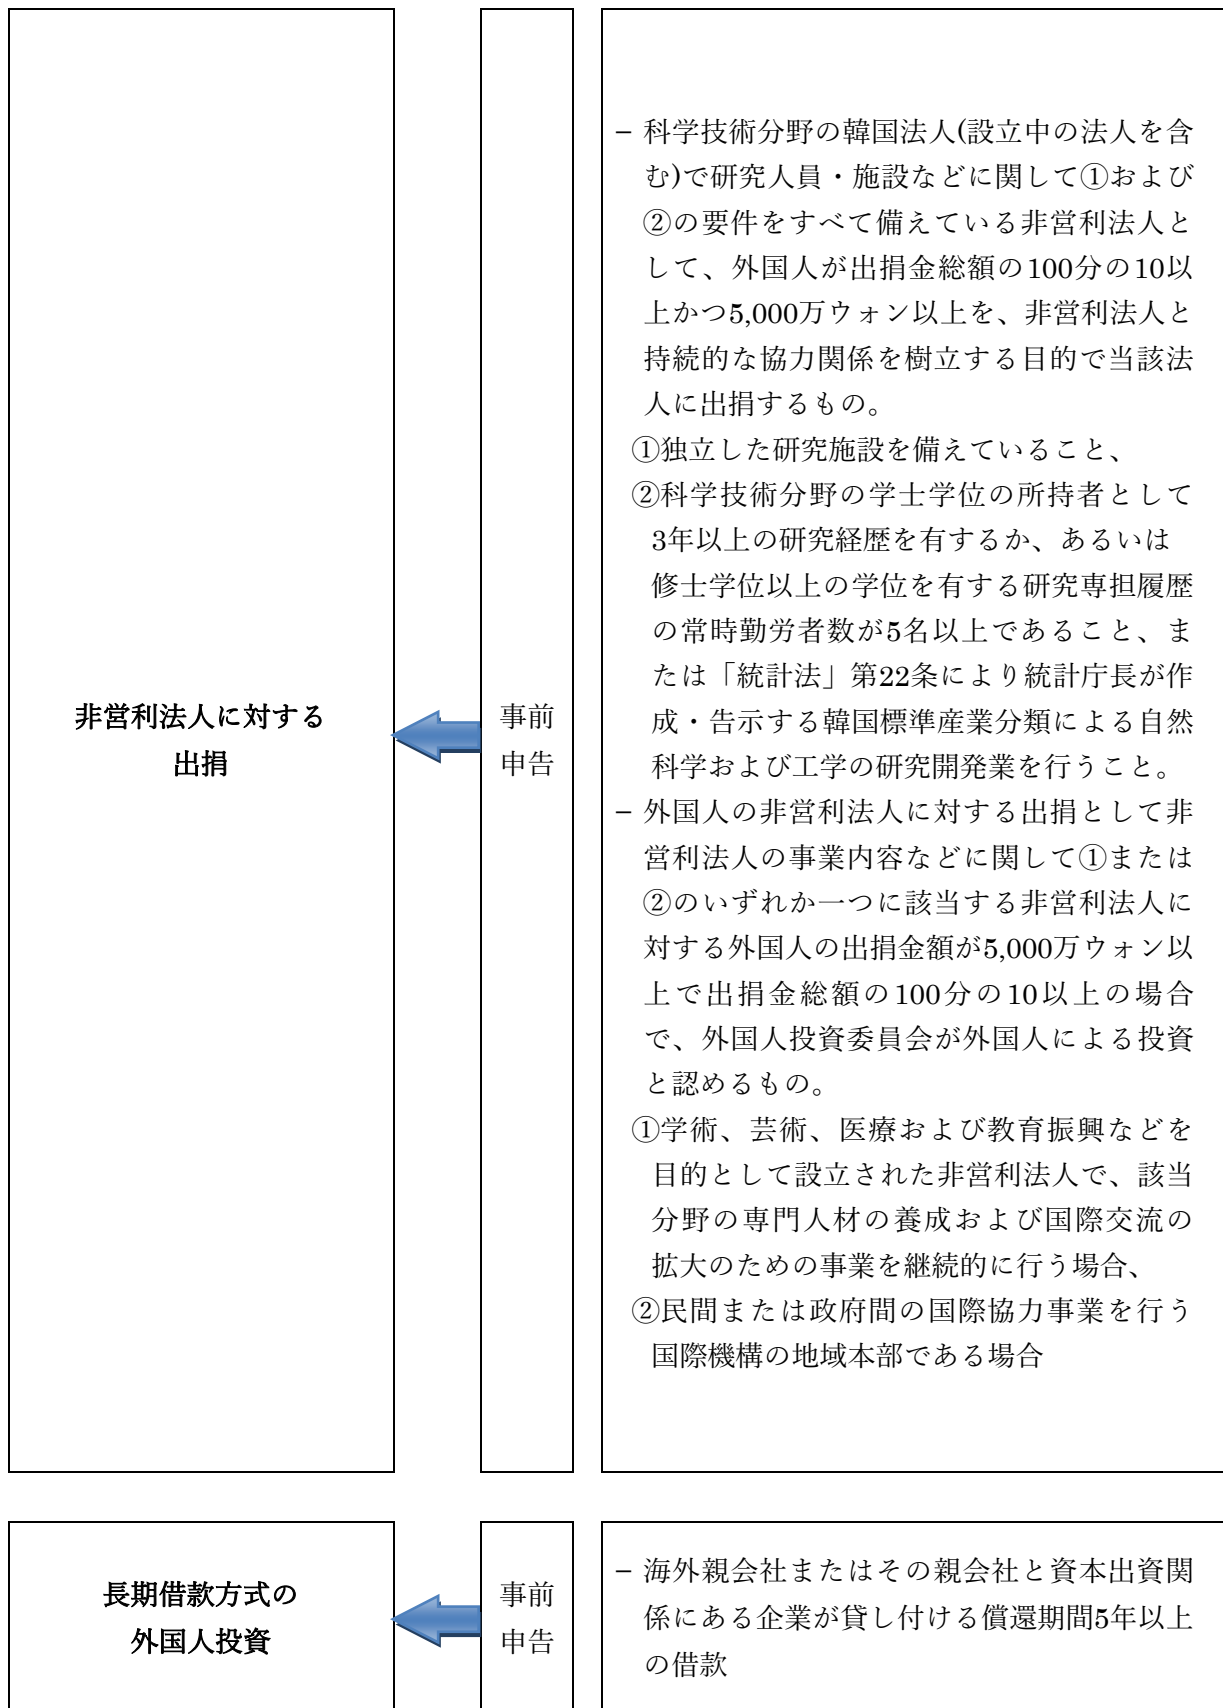 非営利法人に対する
出捐
事前
申告
－ 科学技術分野の韓国法人(設立中の法人を含
む)で研究人員・施設などに関して①および
②の要件をすべて備えている非営利法人と
して、外国人が出捐金総額の100分の10以
上かつ5,000万ウォン以上を、非営利法人と
持続的な協力関係を樹立する目的で当該法
人に出捐するもの。
①独立した研究施設を備えていること、
②科学技術分野の学士学位の所持者として
3年以上の研究経歴を有するか、あるいは
修士学位以上の学位を有する研究専担履歴
の常時勤労者数が5名以上であること、ま
たは「統計法」第22条により統計庁長が作
成・告示する韓国標準産業分類による自然
科学および工学の研究開発業を行うこと。
－ 外国人の非営利法人に対する出捐として非
営利法人の事業内容などに関して①または
②のいずれか一つに該当する非営利法人に
対する外国人の出捐金額が5,000万ウォン以
上で出捐金総額の100分の10以上の場合
で、外国人投資委員会が外国人による投資
と認めるもの。
①学術、芸術、医療および教育振興などを
目的として設立された非営利法人で、該当
分野の専門人材の養成および国際交流の
拡大のための事業を継続的に行う場合、
②民間または政府間の国際協力事業を行う
国際機構の地域本部である場合
長期借款方式の
外国人投資
事前
申告
－ 海外親会社またはその親会社と資本出資関
係にある企業が貸し付ける償還期間5年以上
の借款